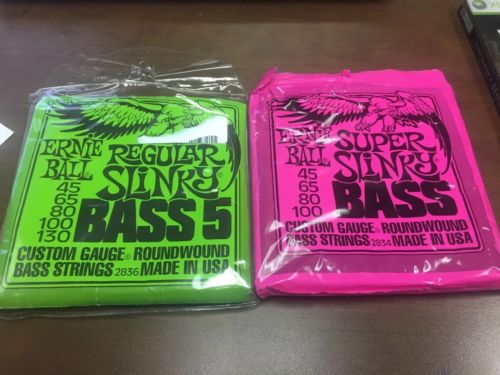 ERNIE BALL
REGULAR SLINKY®
45
65
80
100
130
BASS 5
CUSTOM GAUGE® ROUNDWOUND
BASS STRINGS 2836 MADE IN USA
ERNIE BALL
SUPER SLINKY®
45
65
80
100
BASS
CUSTOM GAUGE® ROUNDWOUND
BASS STRINGS 2834 MADE IN USA